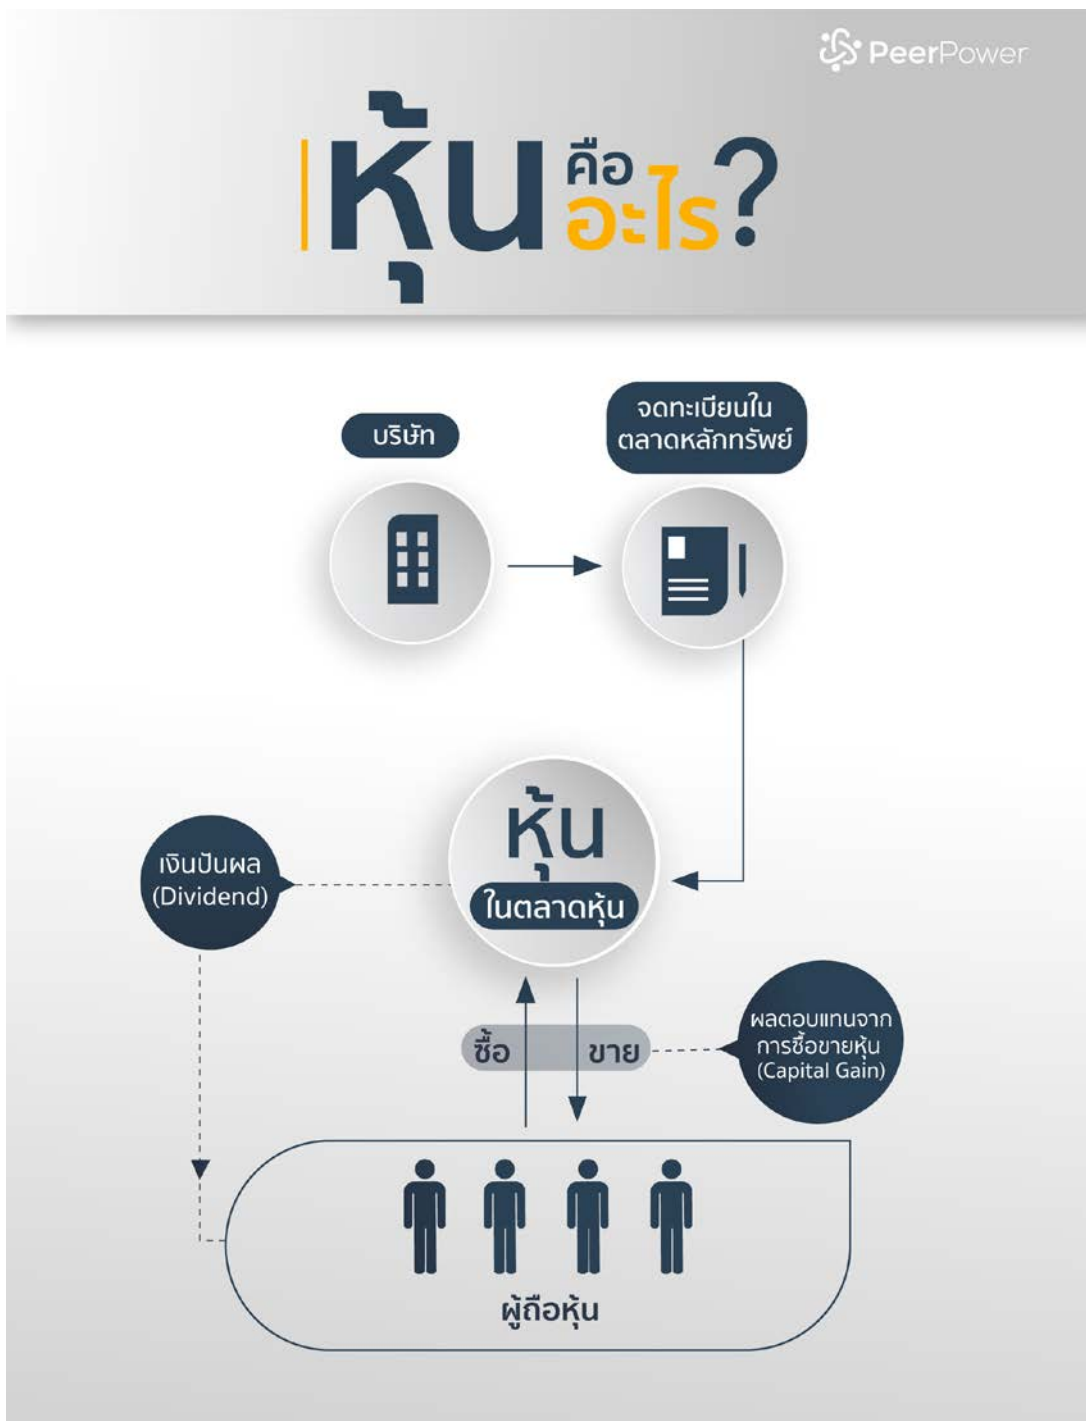 PeerPower
หุ้น คือ
อะไร?
บริษัท
จดทะเบียนใน
ตลาดหลักทรัพย์
หุ้น
ในตลาดหุ้น
เงินปันผล
(Dividend)
ซื้อ ขาย
ผลตอบแทนจาก
การซื้อขายหุ้น
(Capital Gain)
ผู้ถือหุ้น